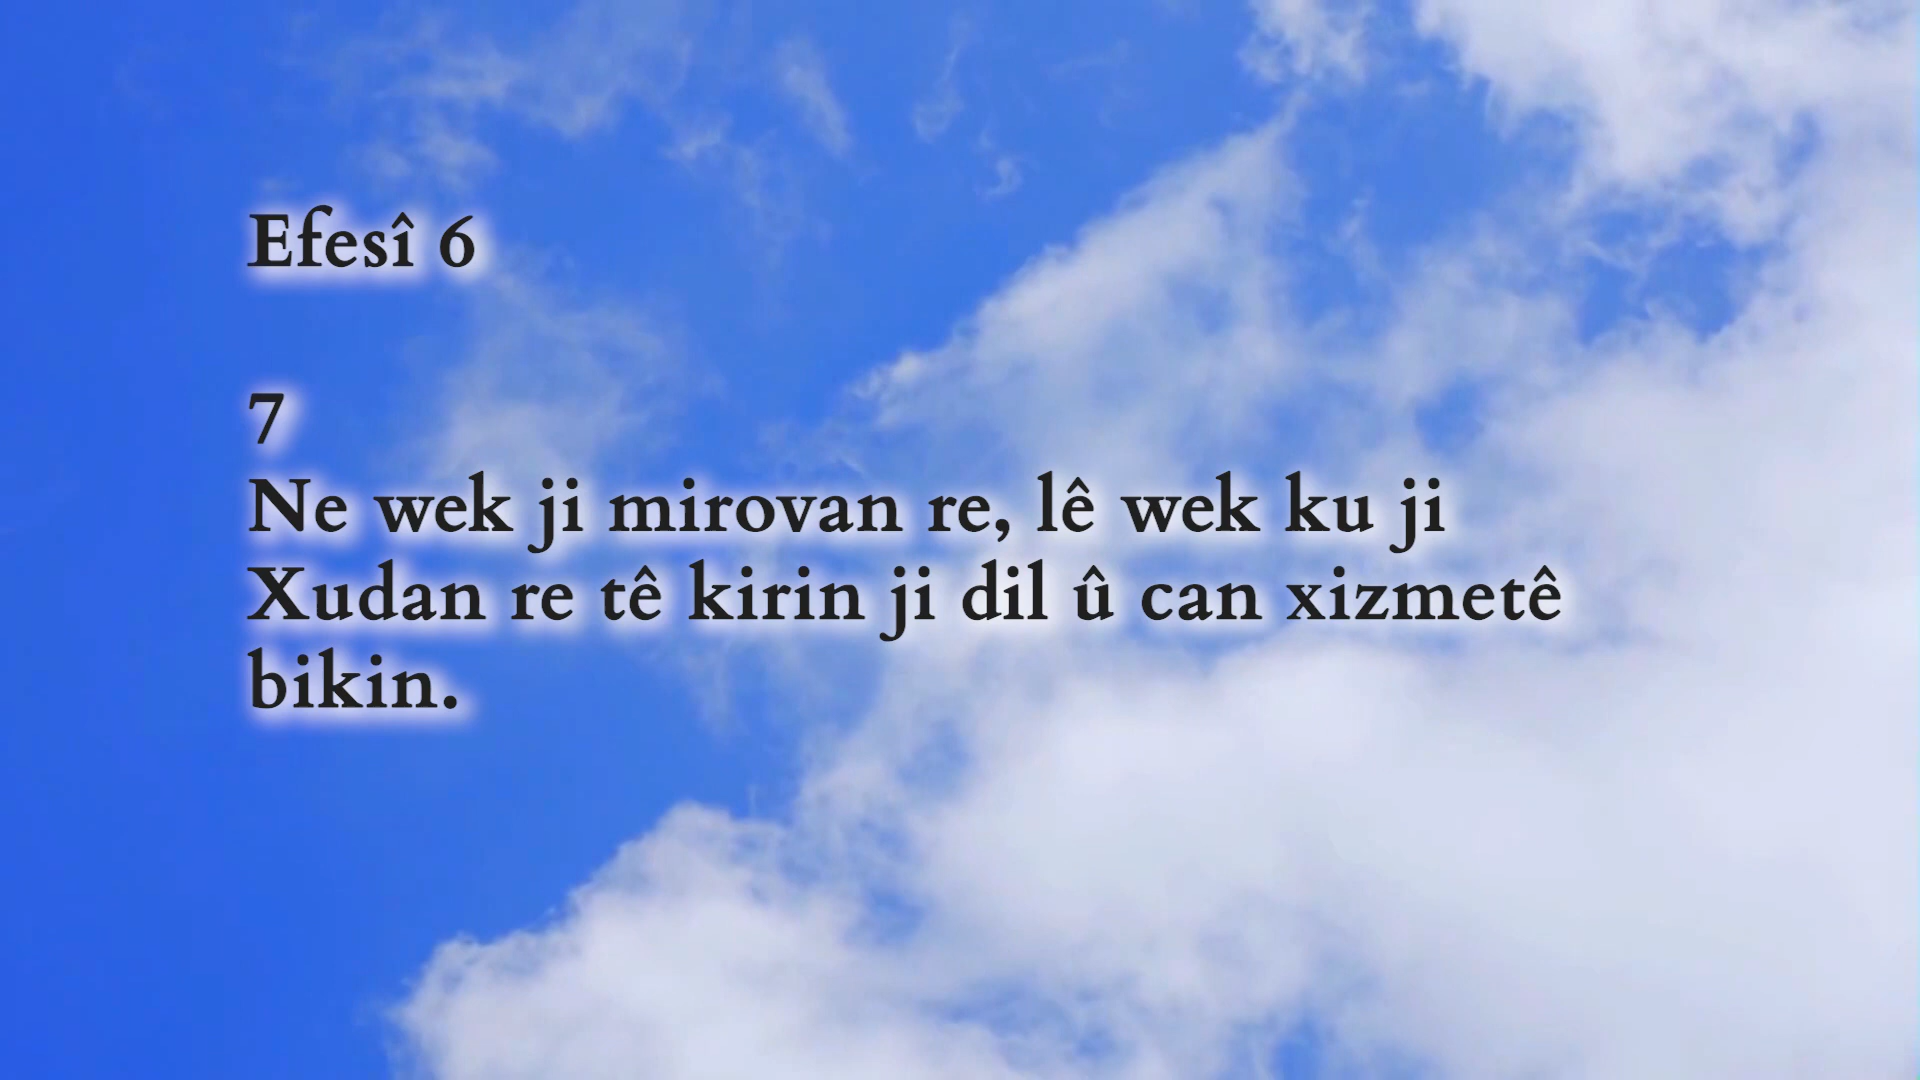 Efesî 6
7
Ne wek ji mirovan re, lê wek ku ji
Xudan re tê kirin ji dil û can xizmetê
bikin.